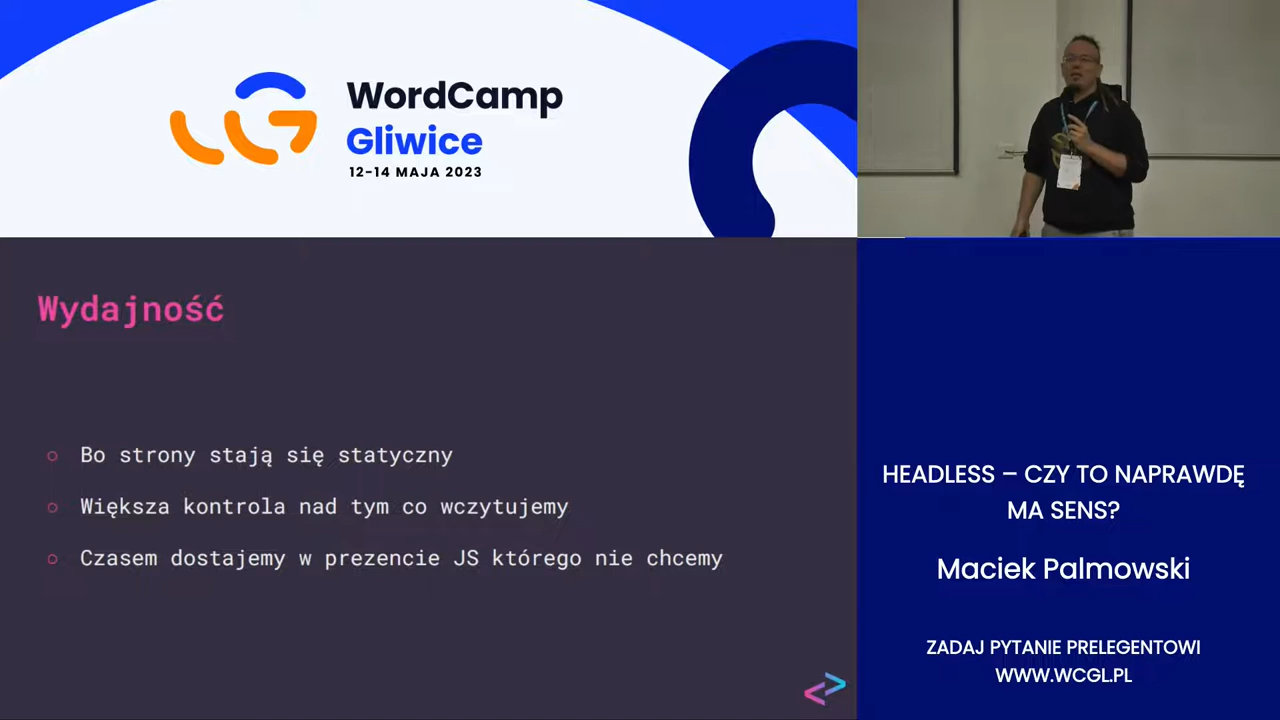 WordCamp
Gliwice
12-14 MAJA 2023
Wydajność
Bo strony stają się statyczny
Większa kontrola nad tym co wczytujemy
Czasem dostajemy w prezencie JS którego nie chcemy
HEADLESS – CZY TO NAPRAWDĘ
MA SENS?
Maciek Palmowski
ZADAJ PYTANIE PRELEGENTOWI
WWW.WCGL.PL